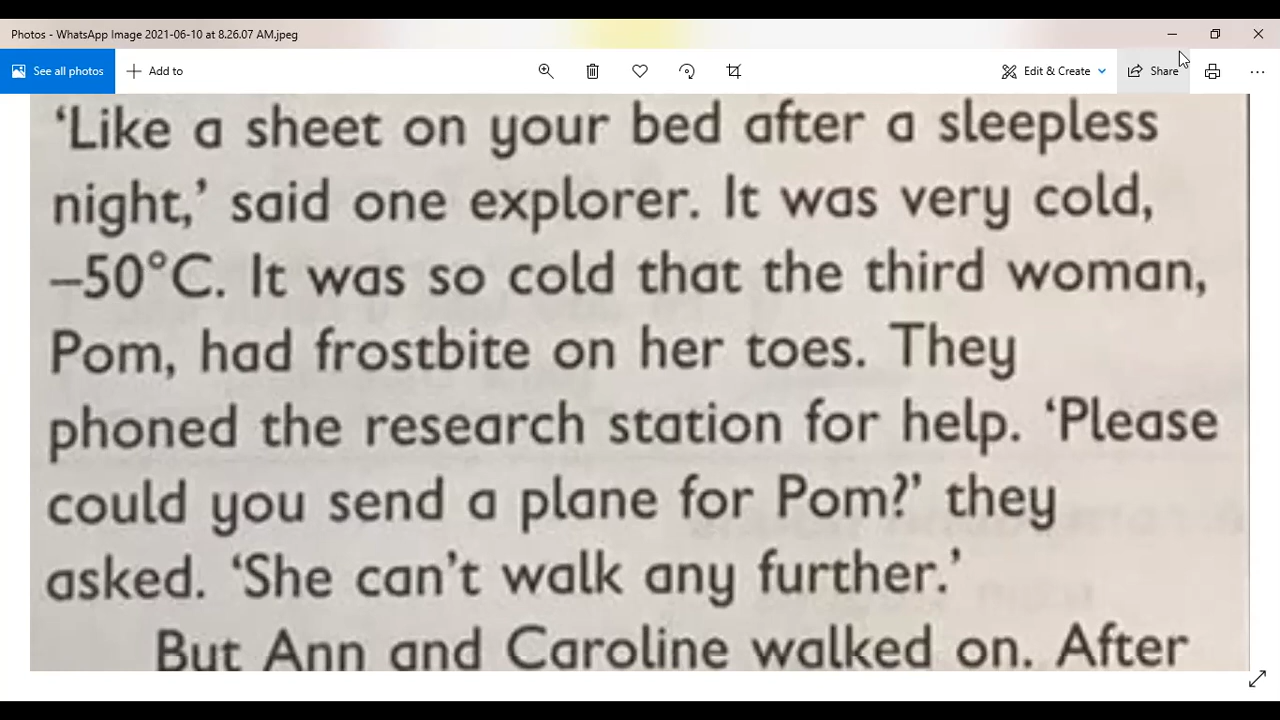 Photos - WhatsApp Image 2021-06-10 at 8.26.07 AM.jpeg
See all photos
Add to
Edit & Create
Share
‘Like a sheet on your bed after a sleepless
night,’ said one explorer. It was very cold,
–50°C. It was so cold that the third woman,
Pom, had frostbite on her toes. They
phoned the research station for help. ‘Please
could you send a plane for Pom?’ they
asked. ‘She can’t walk any further.’
But Ann and Caroline walked on. After